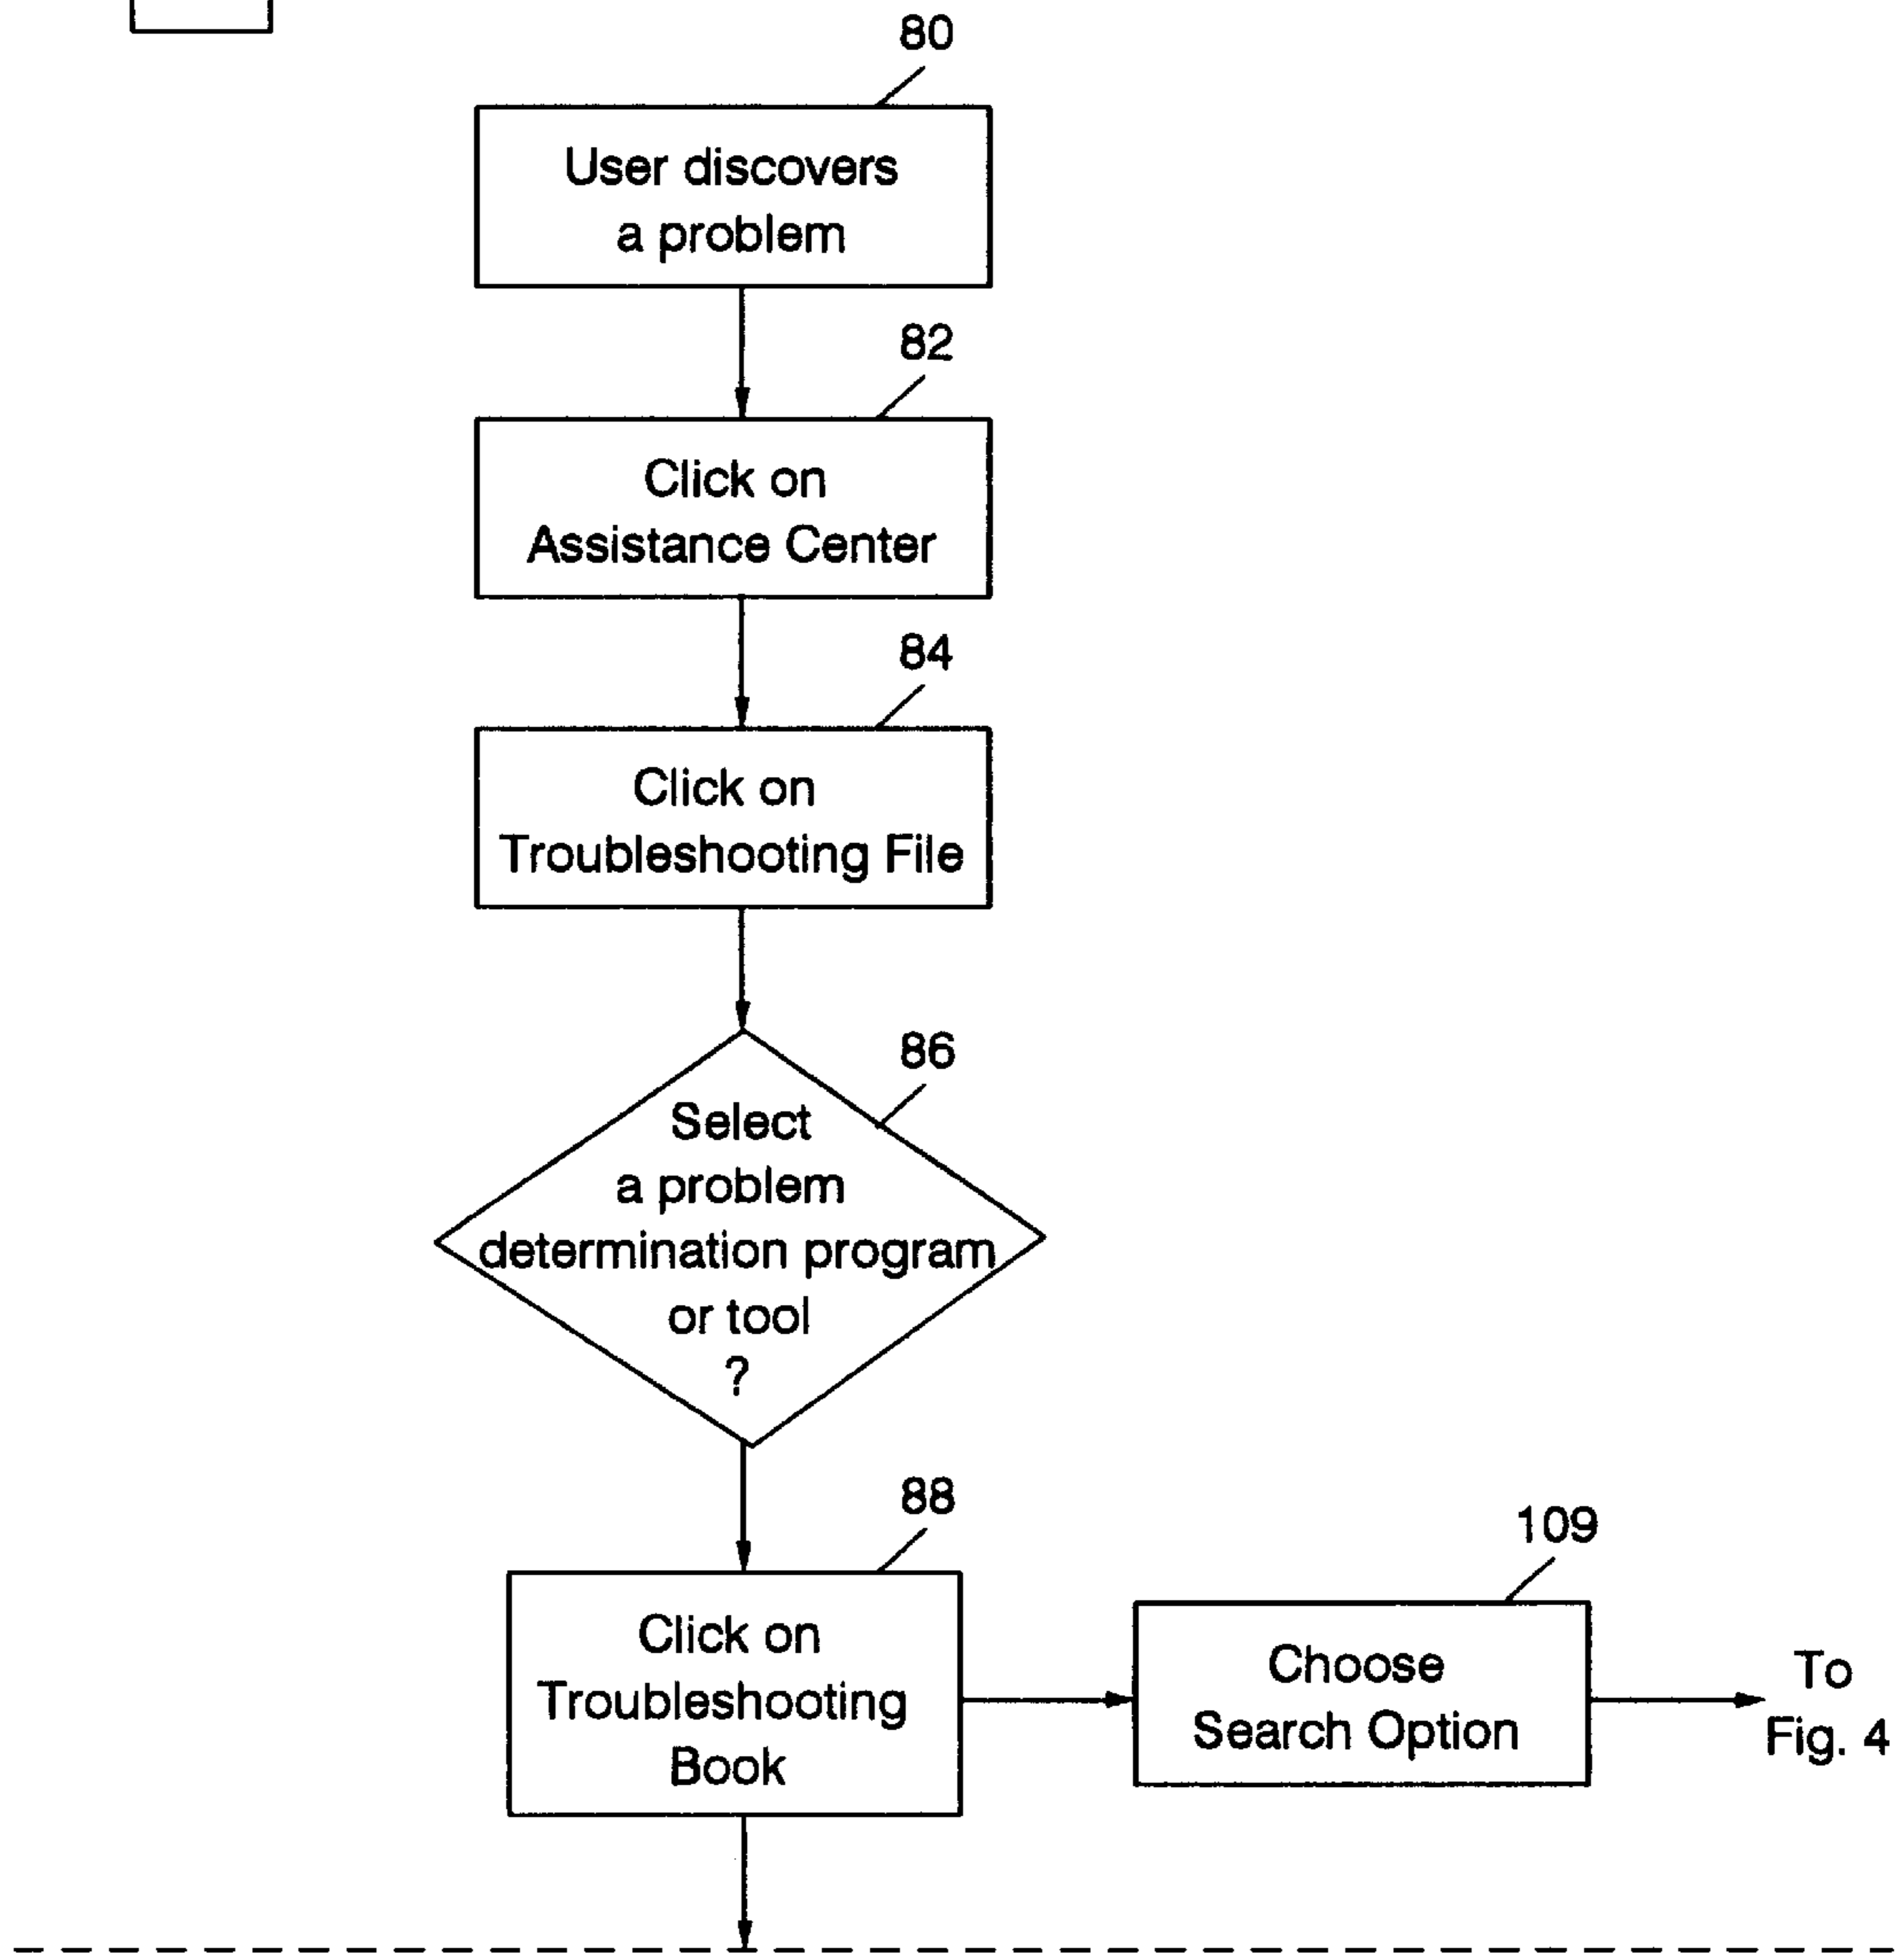 80
User discovers
a problem
82
Click on
Assistance Center
84
Click on
Troubleshooting File
86
Select
a problem
determination program
or tool
?
88
Click on
Troubleshooting
Book
109
Choose
Search Option
To
Fig. 4